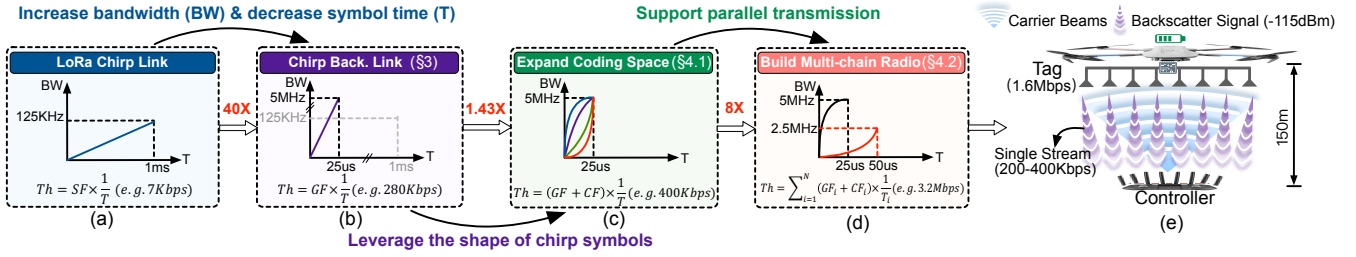 Increase bandwidth (BW) & decrease symbol time (T)
Support parallel transmission
LoRa Chirp Link
BW
125KHz
T
1ms
Th = SF × 1/T (e.g. 7Kbps)
(a)
40X
Chirp Back. Link (§3)
BW
5MHz
125KHz
T
25us
1ms
Th = GF × 1/T (e.g. 280Kbps)
(b)
1.43X
Expand Coding Space (§4.1)
BW
5MHz
T
25us
Th = (GF + CF) × 1/T (e.g. 400Kbps)
(c)
8X
Build Multi-chain Radio (§4.2)
BW
5MHz
2.5MHz
T
25us 50us
Th = ∑ᵢ₌₁ᴺ (GFᵢ + CFᵢ) × 1/Tᵢ (e.g. 3.2Mbps)
(d)
Leverage the shape of chirp symbols
Carrier Beams
Backscatter Signal (-115dBm)
Tag
(1.6Mbps)
150m
Single Stream
(200-400Kbps)
Controller
(e)